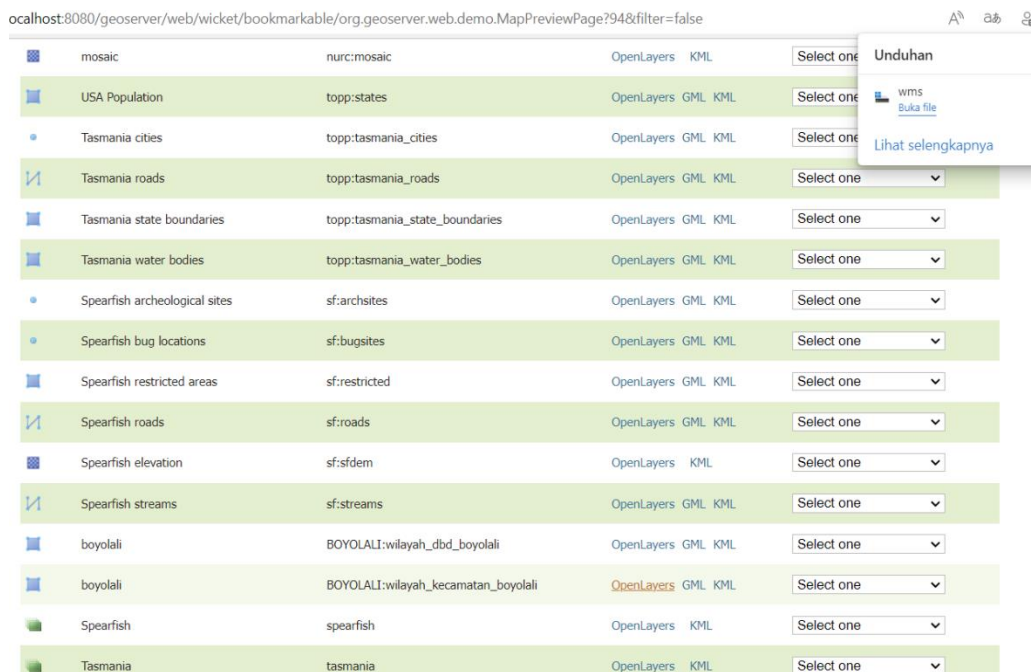 ocalhost:8080/geoserver/web/wicket/bookmarkable/org.geoserver.web.demo.MapPreviewPage?94&filter=false
Unduhan
wms
Buka file
Lihat selengkapnya
mosaic nurc:mosaic OpenLayers KML Select one
USA Population topp:states OpenLayers GML KML Select one
Tasmania cities topp:tasmania_cities OpenLayers GML KML Select one
Tasmania roads topp:tasmania_roads OpenLayers GML KML Select one
Tasmania state boundaries topp:tasmania_state_boundaries OpenLayers GML KML Select one
Tasmania water bodies topp:tasmania_water_bodies OpenLayers GML KML Select one
Spearfish archeological sites sf:archsites OpenLayers GML KML Select one
Spearfish bug locations sf:bugsites OpenLayers GML KML Select one
Spearfish restricted areas sf:restricted OpenLayers GML KML Select one
Spearfish roads sf:roads OpenLayers GML KML Select one
Spearfish elevation sf:sfdem OpenLayers KML Select one
Spearfish streams sf:streams OpenLayers GML KML Select one
boyolali BOYOLALI:wilayah_dbd_boyolali OpenLayers GML KML Select one
boyolali BOYOLALI:wilayah_kecamatan_boyolali OpenLayers GML KML Select one
Spearfish spearfish OpenLayers KML Select one
Tasmania tasmania OpenLayers KML Select one